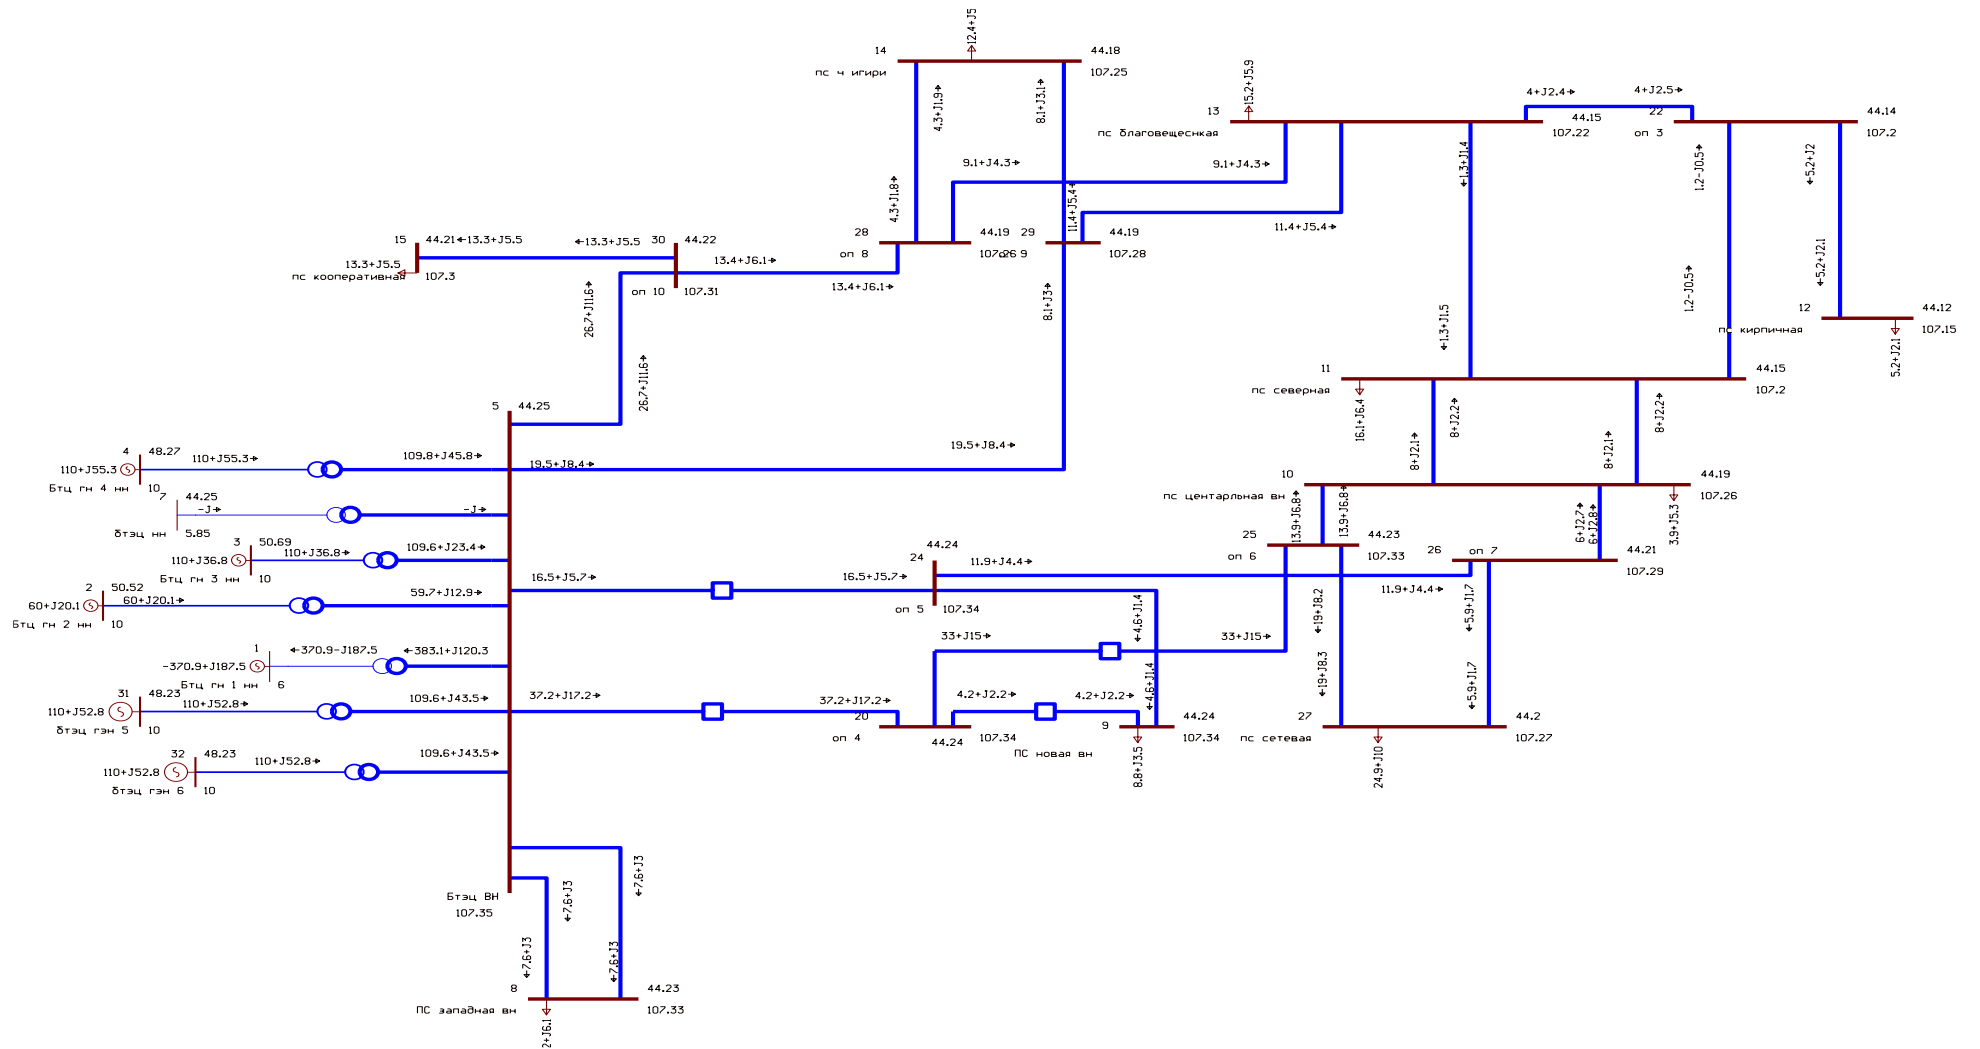 12.4+J5
14
44.18
пс ч игири
107.25
4.3+J1.9→
8.1+J3.1→
15.2+J5.9
13
пс благовещеснкая
44.15
107.22
4+J2.4→
4+J2.5→
22
оп 3
44.14
107.2
9.1+J4.3→
9.1+J4.3→
←1.3+J1.4
1.2-J0.5→
←5.2+J2
4.3+J1.8→
11.4+J5.4→
11.4+J5.4→
15
44.21
←13.3+J5.5
←13.3+J5.5
30
44.22
13.3+J5.5
пс кооперативная
107.3
оп 10
107.31
13.4+J6.1→
13.4+J6.1→
28
44.19
оп 8
107.26
29
44.19
9
107.28
26.7+J11.6→
8.1+J3→
←1.3+J1.5
1.2-J0.5→
←5.2+J2.1
12
44.12
пс кирпичная
107.15
5.2+J2.1
26.7+J11.6→
11
44.15
пс северная
107.2
16.1+J6.4
8+J2.2→
8+J2.2→
8+J2.1→
8+J2.1→
5
44.25
19.5+J8.4→
19.5+J8.4→
4
48.27
110+J55.3
110+J55.3→
109.8+J45.8→
Бтц гн 4 нн
10
7
44.25
-J→
-J→
бтэц нн
5.85
10
44.19
пс центарльная вн
107.26
3.9+J5.3
13.9+J6.8→
13.9+J6.8→
6+J2.7→
6+J2.8→
3
50.69
110+J36.8
110+J36.8→
109.6+J23.4→
Бтц гн 3 нн
10
25
44.23
оп 6
107.33
26
оп 7
44.21
107.29
2
50.52
60+J20.1
60+J20.1→
59.7+J12.9→
Бтц гн 2 нн
10
16.5+J5.7→
16.5+J5.7→
24
44.24
оп 5
107.34
11.9+J4.4→
11.9+J4.4→
←4.6+J1.4
←19+J8.2
←5.9+J1.7
1
-370.9+J187.5
←-370.9-J187.5
←-383.1+J120.3
Бтц гн 1 нн
6
33+J15→
33+J15→
←4.6+J1.4
←19+J8.3
←5.9+J1.7
31
48.23
110+J52.8
110+J52.8→
109.6+J43.5→
бтэц гэн 5
10
37.2+J17.2→
37.2+J17.2→
20
оп 4
44.24
107.34
4.2+J2.2→
4.2+J2.2→
9
44.24
107.34
ПС новая вн
8.8+J3.5
27
44.2
пс сетевая
107.27
24.9+J10
32
48.23
110+J52.8
110+J52.8→
109.6+J43.5→
бтэц гэн 6
10
←7.6+J3
←7.6+J3
Бтэц ВН
107.35
←7.6+J3
←7.6+J3
8
44.23
ПС западная вн
107.33
2+J6.1